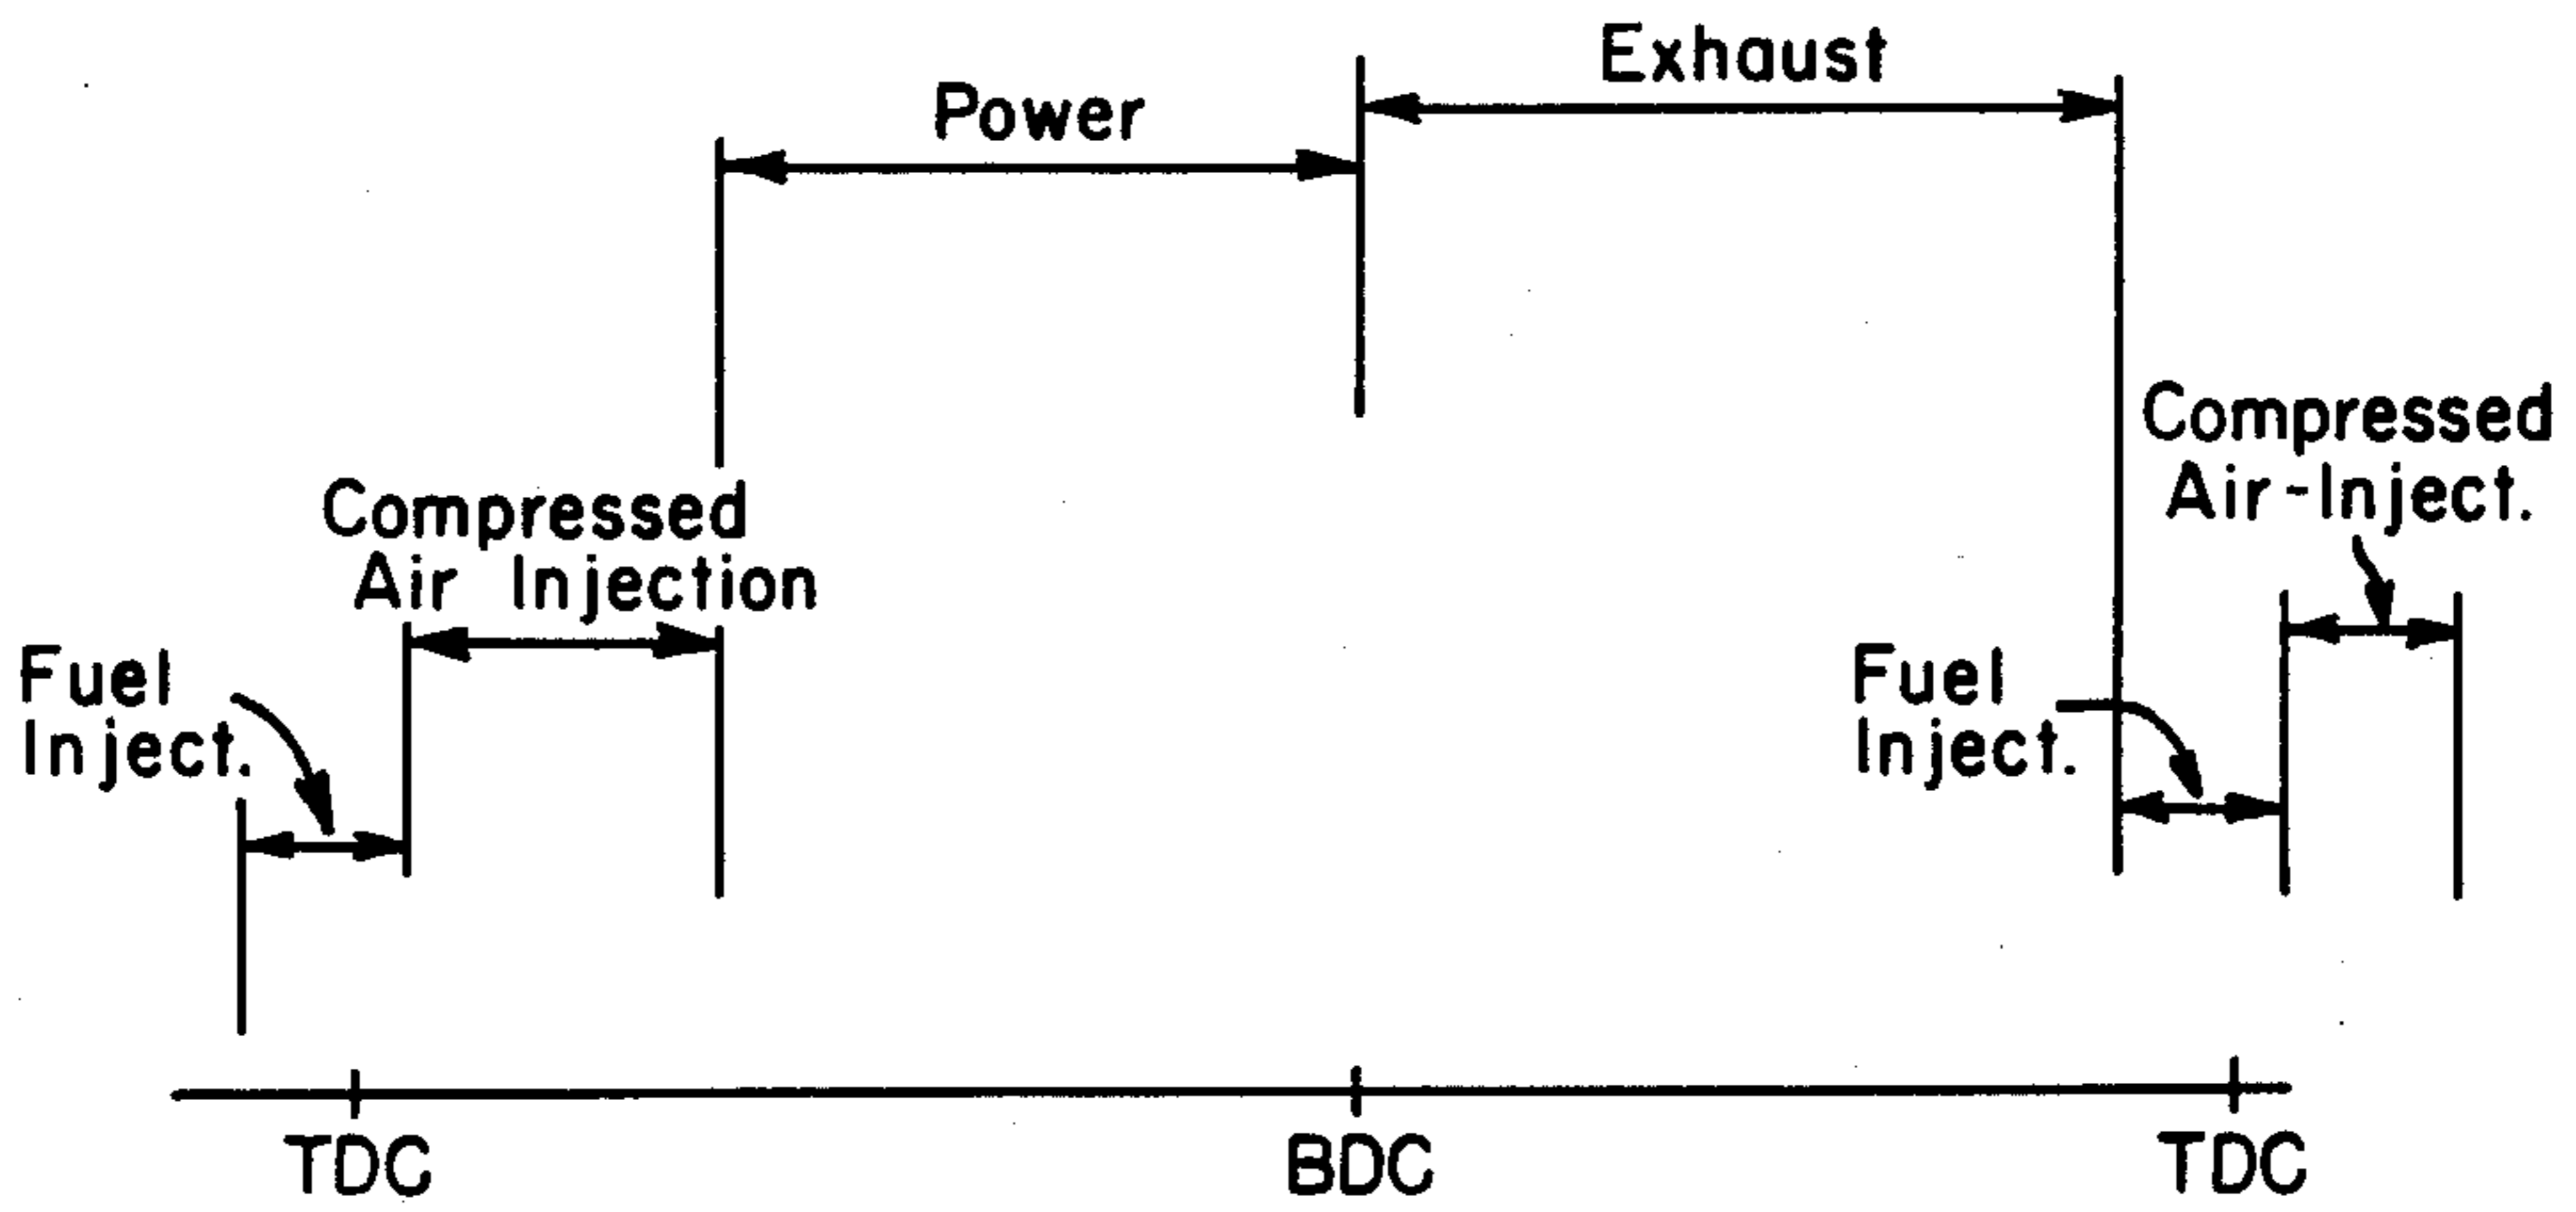 Exhaust
Power
Compressed
Air-Inject.
Compressed
Air Injection
Fuel
Inject.
Fuel
Inject.
TDC
BDC
TDC